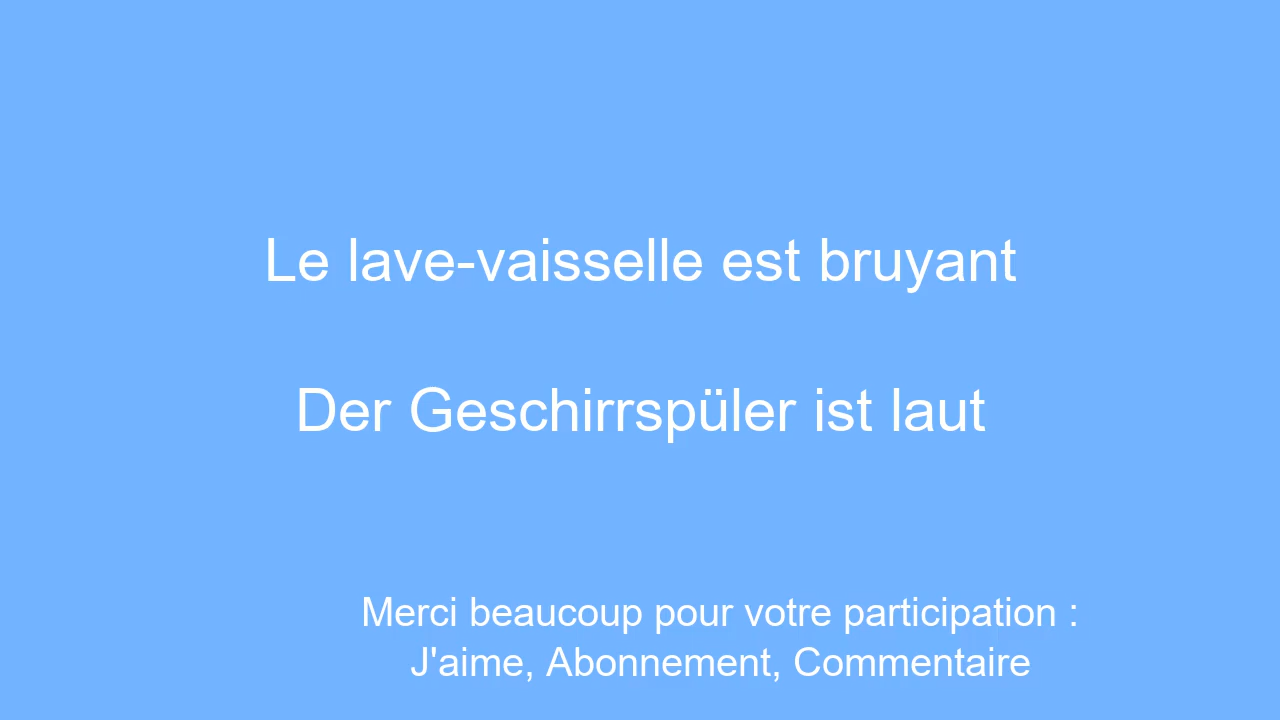 Le lave-vaisselle est bruyant
Der Geschirrspüler ist laut
Merci beaucoup pour votre participation :
J'aime, Abonnement, Commentaire